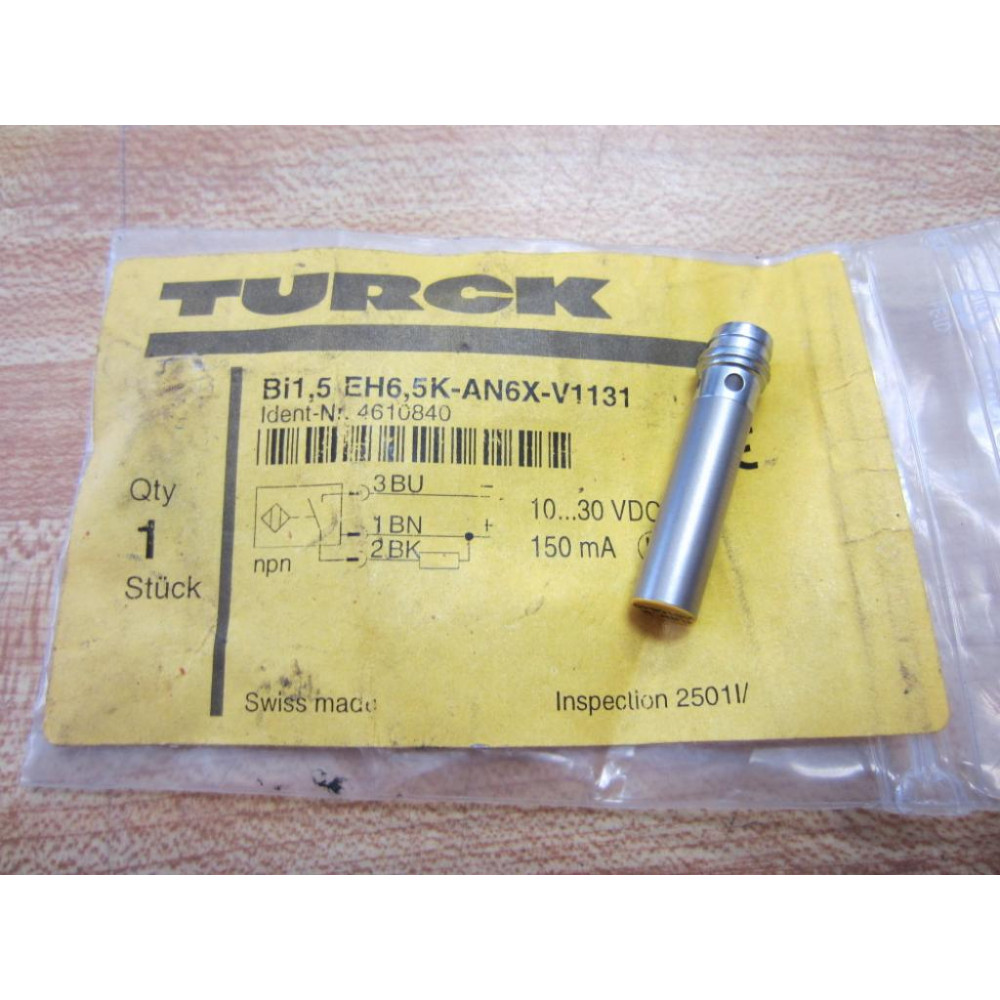 TURCK
Bi1,5 EH6,5K-AN6X-V1131
Ident-Nr. 4610840
Qty
1
Stück
3 BU −
1 BN +
2 BK
npn
10...30 VDC
150 mA
Swiss made
Inspection 2501I/